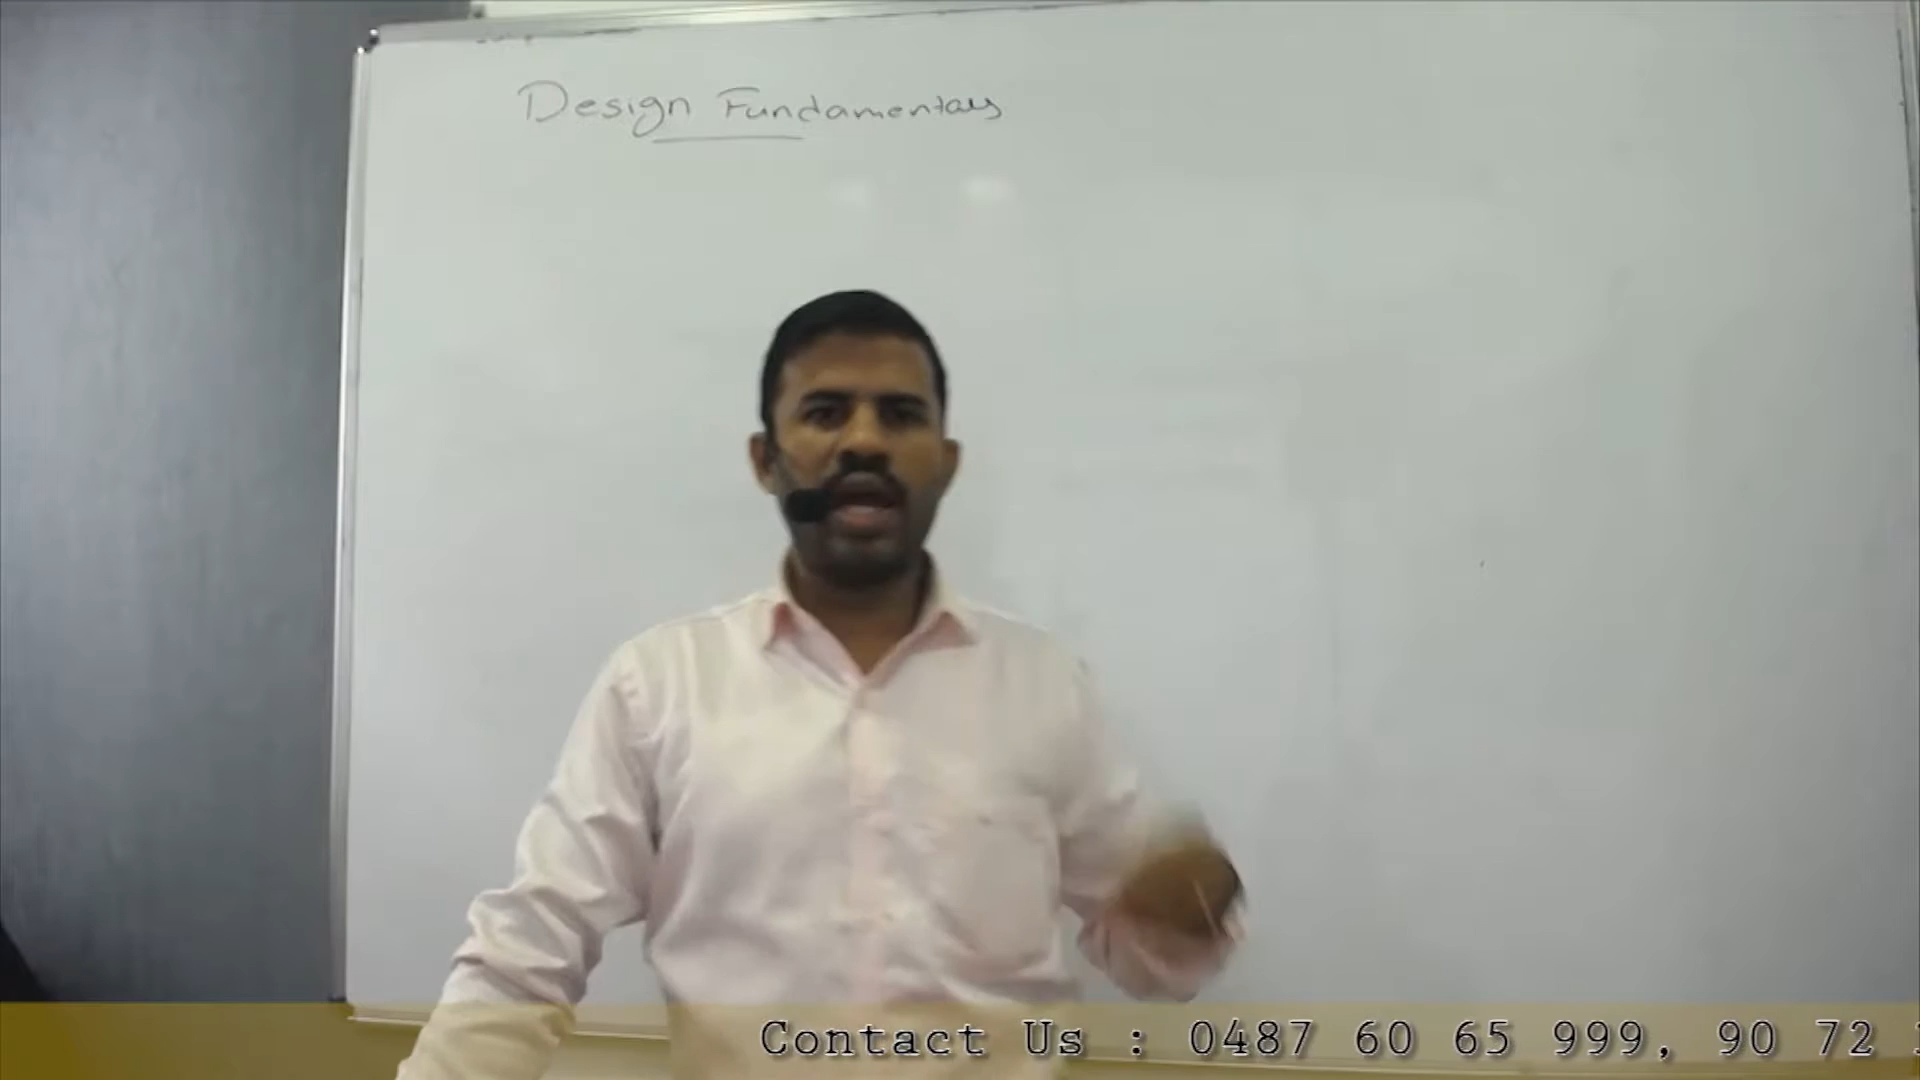 Design Fundamentals
Contact Us : 0487 60 65 999, 90 72